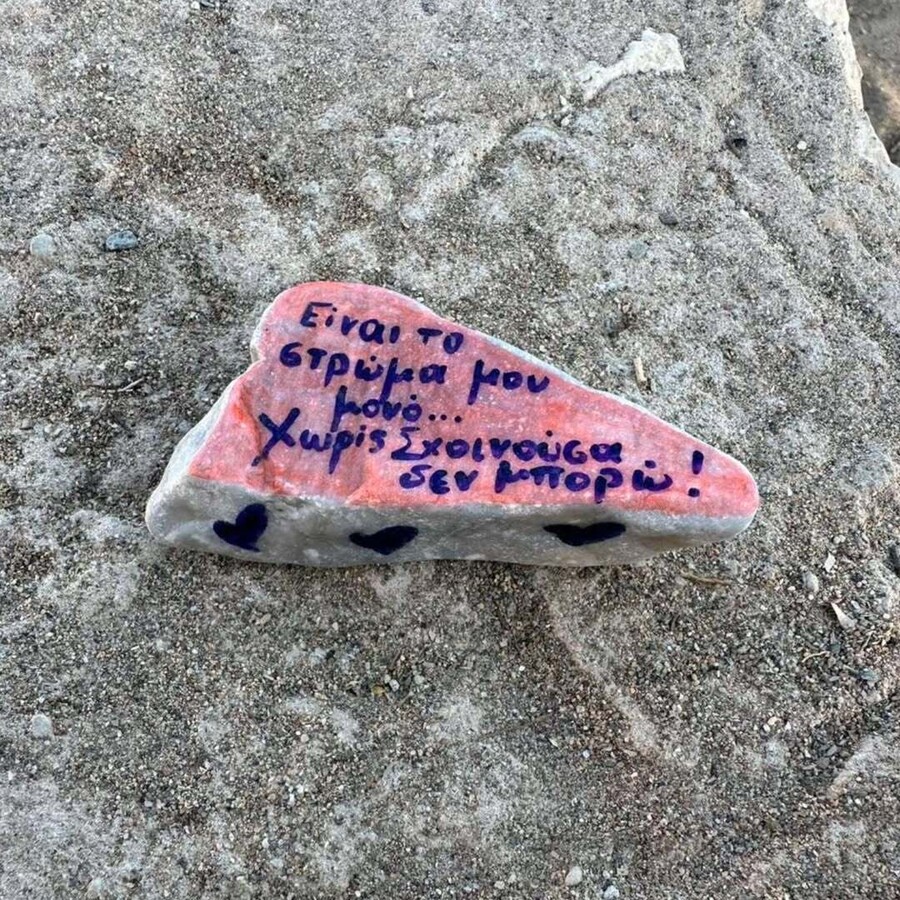 Είναι το
στρώμα μου
μονό...
Χωρίς Σχοινούσα
δεν μπορώ!